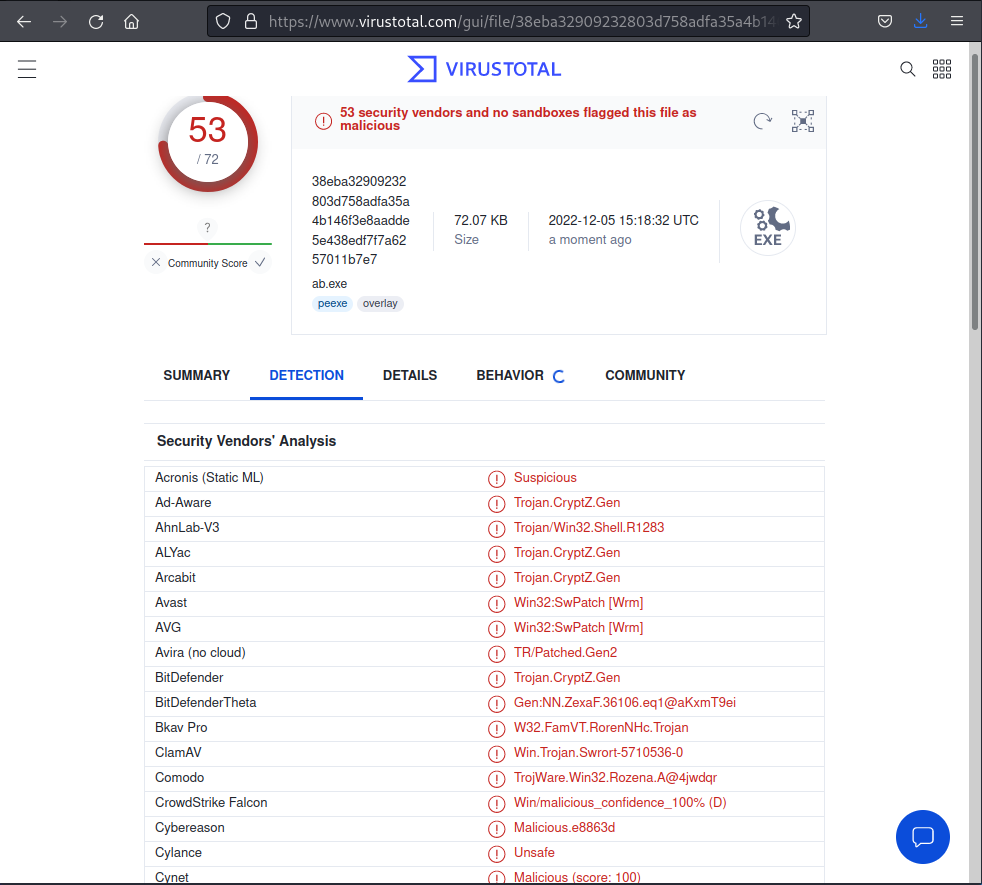 https://www.virustotal.com/gui/file/38eba32909232803d758adfa35a4b14
VIRUSTOTAL
53
/ 72
?
Community Score
53 security vendors and no sandboxes flagged this file as
malicious
38eba32909232
803d758adfa35a
4b146f3e8aadde
5e438edf7f7a62
57011b7e7
ab.exe
peexe overlay
72.07 KB
Size
2022-12-05 15:18:32 UTC
a moment ago
EXE
SUMMARY DETECTION DETAILS BEHAVIOR COMMUNITY
Security Vendors' Analysis
Acronis (Static ML) Suspicious
Ad-Aware Trojan.CryptZ.Gen
AhnLab-V3 Trojan/Win32.Shell.R1283
ALYac Trojan.CryptZ.Gen
Arcabit Trojan.CryptZ.Gen
Avast Win32:SwPatch [Wrm]
AVG Win32:SwPatch [Wrm]
Avira (no cloud) TR/Patched.Gen2
BitDefender Trojan.CryptZ.Gen
BitDefenderTheta Gen:NN.ZexaF.36106.eq1@aKxmT9ei
Bkav Pro W32.FamVT.RorenNHc.Trojan
ClamAV Win.Trojan.Swrort-5710536-0
Comodo TrojWare.Win32.Rozena.A@4jwdqr
CrowdStrike Falcon Win/malicious_confidence_100% (D)
Cybereason Malicious.e8863d
Cylance Unsafe
Cynet Malicious (score: 100)